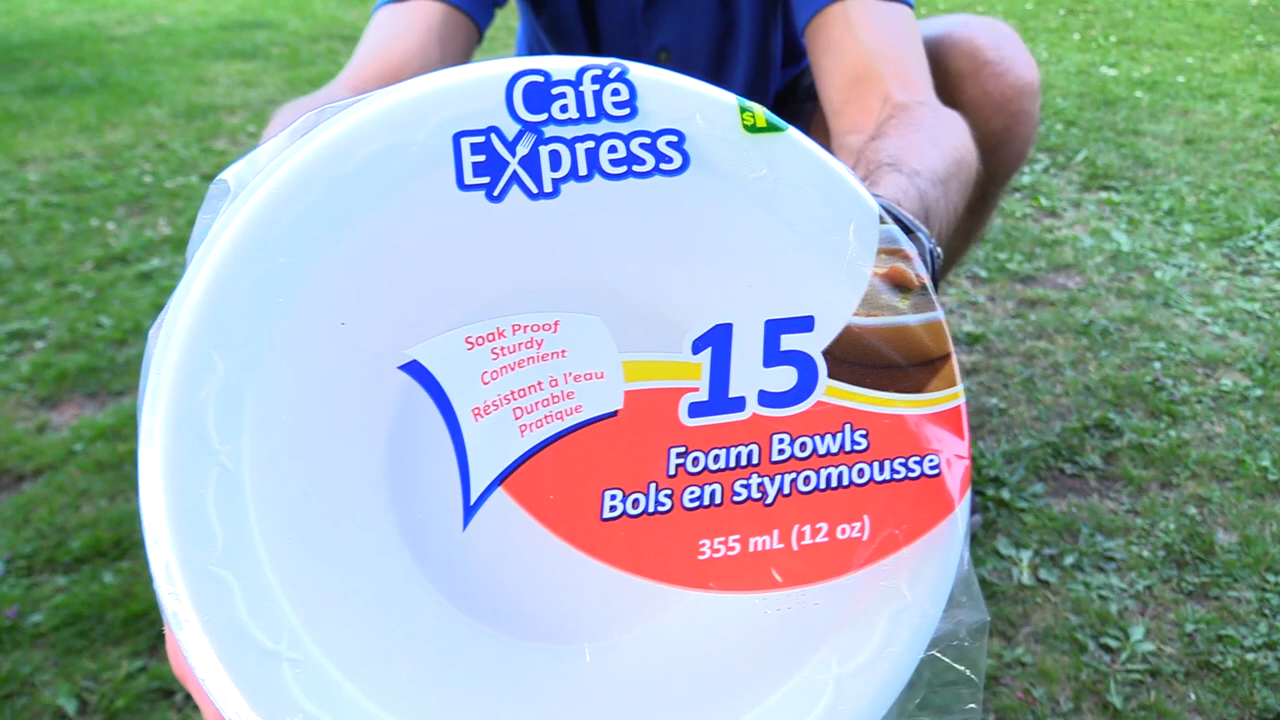 Café
Express
$1
Soak Proof
Sturdy
Convenient
Résistant à l'eau
Durable
Pratique
15
Foam Bowls
Bols en styromousse
355 mL (12 oz)